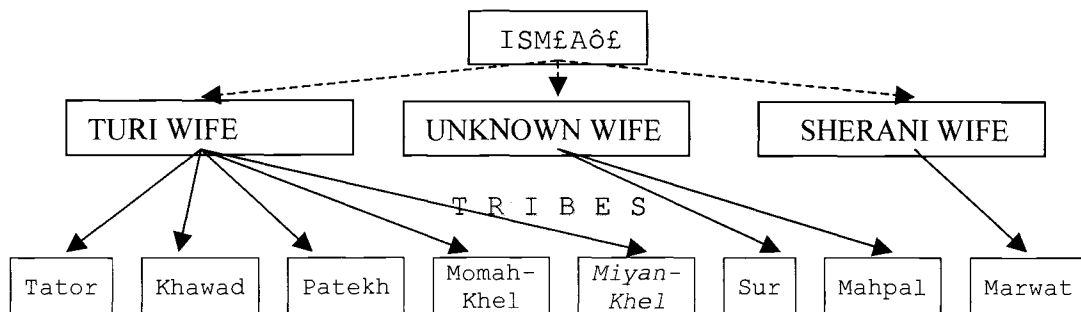 ISM£Aô£
TURI WIFE
UNKNOWN WIFE
SHERANI WIFE
T R I B E S
Tator
Khawad
Patekh
Momah-
Khel
Miyan-
Khel
Sur
Mahpal
Marwat